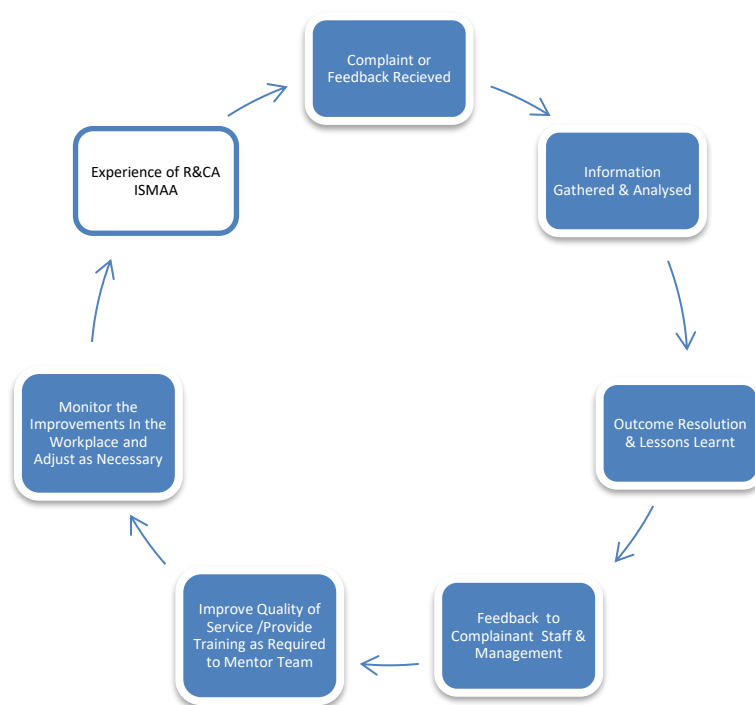 Complaint or
Feedback Recieved
Information
Gathered & Analysed
Outcome Resolution
& Lessons Learnt
Feedback to
Complainant Staff &
Management
Improve Quality of
Service /Provide
Training as Required
to Mentor Team
Monitor the
Improvements In the
Workplace and
Adjust as Necessary
Experience of R&CA
ISMAA